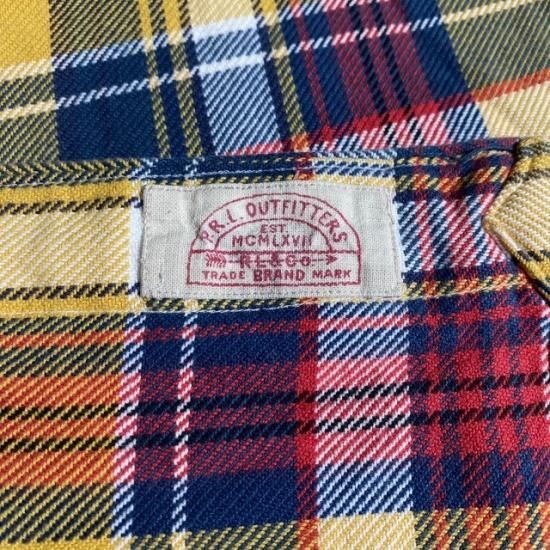 P.R.L. OUTFITTERS
EST.
MCMLXVII
RL&Co
TRADE BRAND MARK